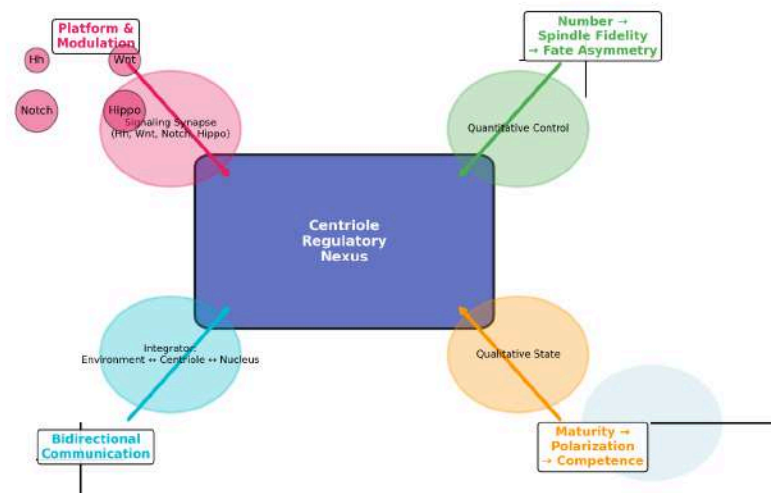 Platform &
Modulation
Hh
Wnt
Notch
Hippo
Signaling Synapse
(Hh, Wnt, Notch, Hippo)
Number →
Spindle Fidelity
→ Fate Asymmetry
Quantitative Control
Centriole
Regulatory
Nexus
Integrator:
Environment ↔ Centriole ↔ Nucleus
Qualitative State
Bidirectional
Communication
Maturity →
Polarization
→ Competence